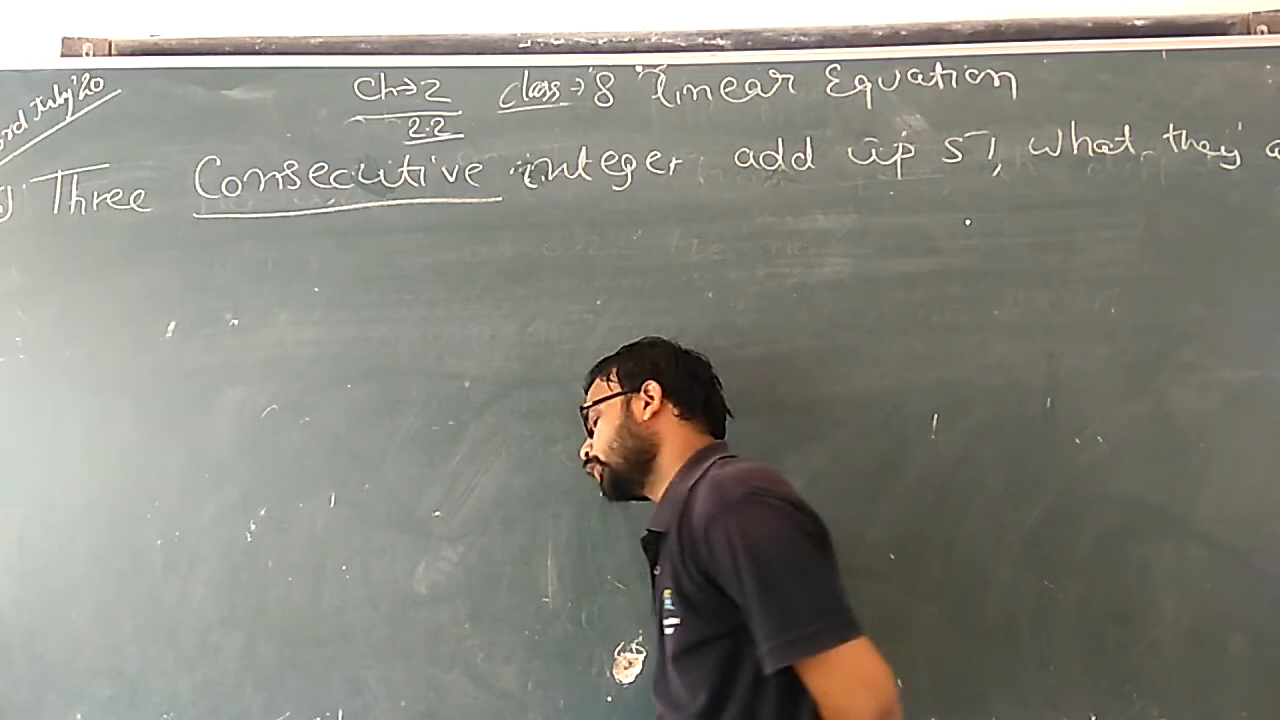 3rd July'20
Ch→2 class→8 Linear Equation
2.2
Three Consecutive integer add up 51, what they